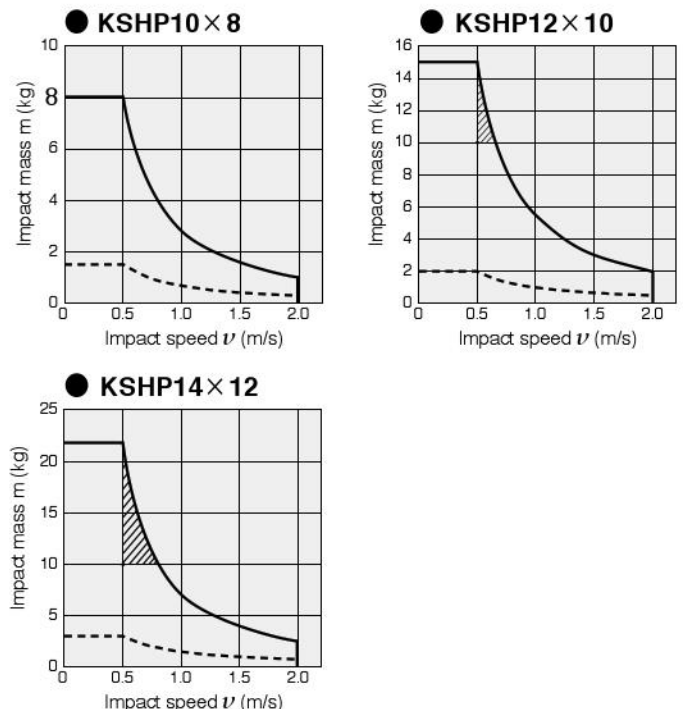 ● KSHP10×8
Impact mass m (kg)
10
8
6
4
2
0
0 0.5 1.0 1.5 2.0
Impact speed ν (m/s)
● KSHP12×10
Impact mass m (kg)
16
14
12
10
8
6
4
2
0
0 0.5 1.0 1.5 2.0
Impact speed ν (m/s)
● KSHP14×12
Impact mass m (kg)
25
20
15
10
5
0
0 0.5 1.0 1.5 2.0
Impact speed ν (m/s)